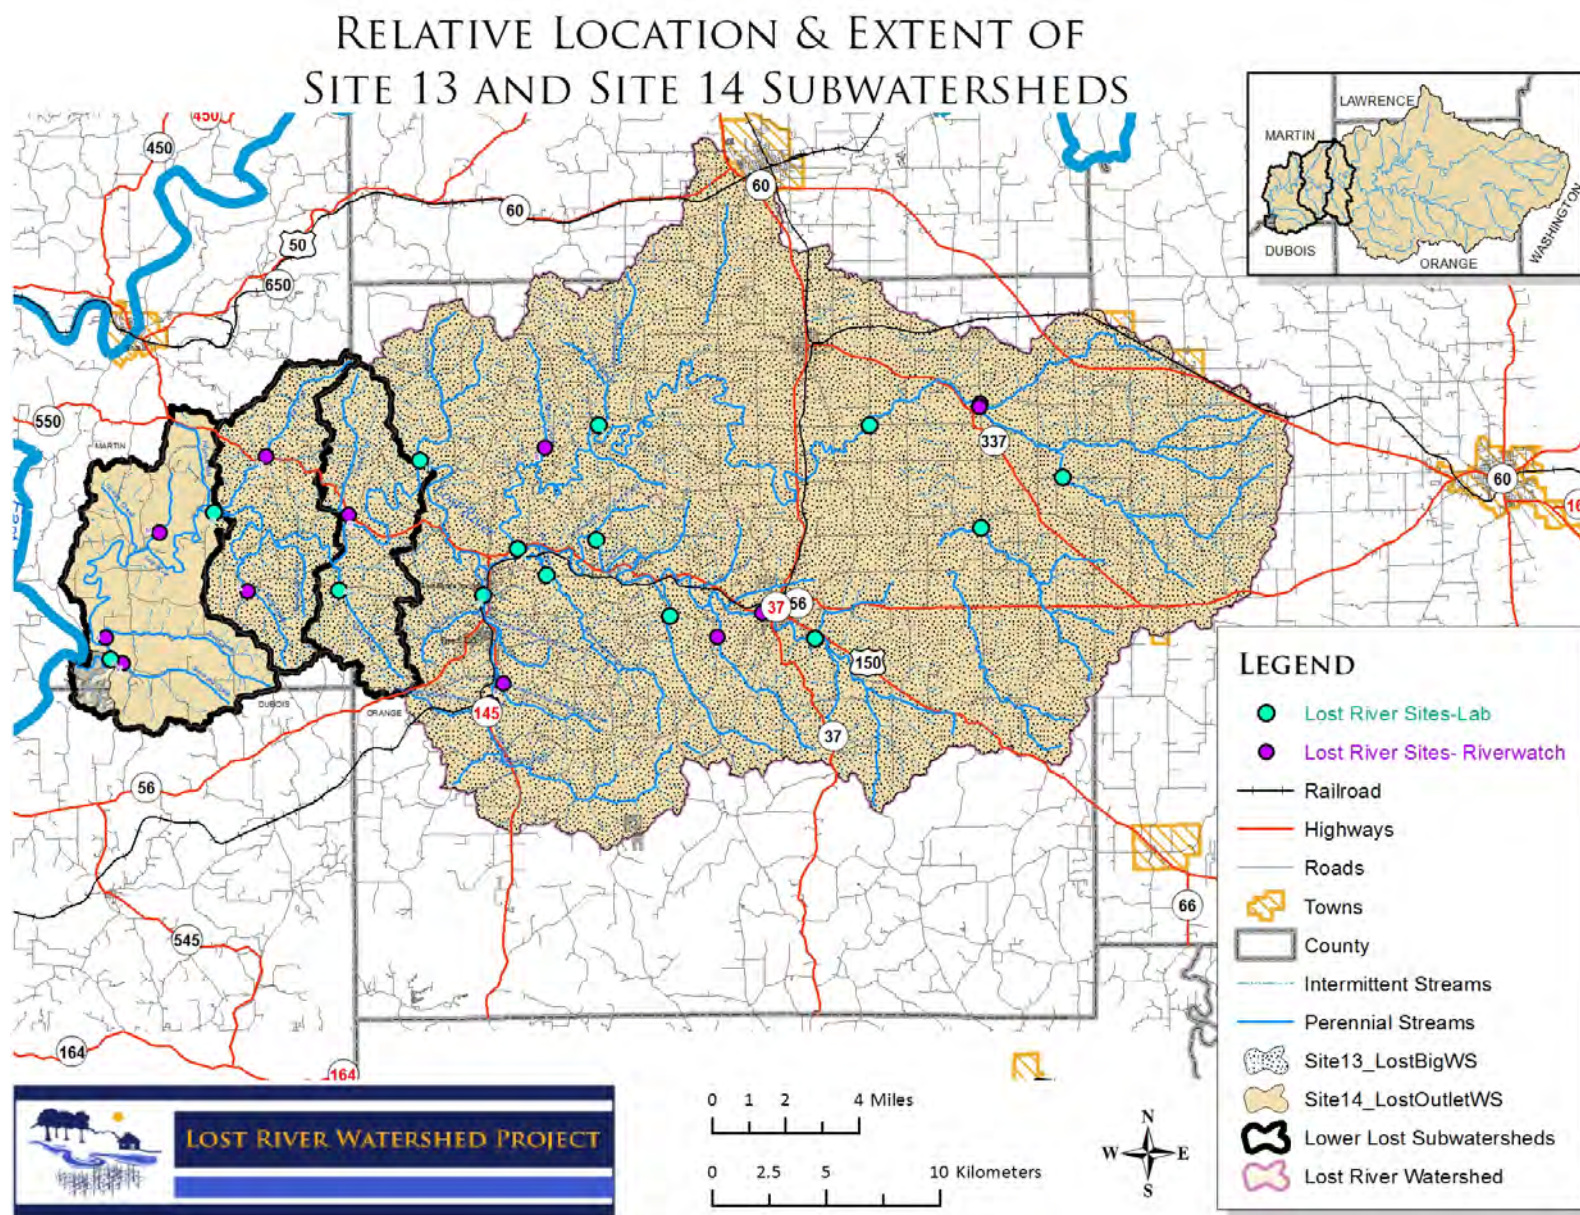 RELATIVE LOCATION & EXTENT OF
SITE 13 AND SITE 14 SUBWATERSHEDS
LAWRENCE
MARTIN
WASHINGTON
DUBOIS
ORANGE
450
450
60
60
50
650
550
MARTIN
337
60
37
56
150
145
37
DUBOIS
ORANGE
56
545
66
164
164
LEGEND
Lost River Sites-Lab
Lost River Sites- Riverwatch
Railroad
Highways
Roads
Towns
County
Intermittent Streams
Perennial Streams
Site13_LostBigWS
Site14_LostOutletWS
Lower Lost Subwatersheds
Lost River Watershed
LOST RIVER WATERSHED PROJECT
0 1 2 4 Miles
0 2.5 5 10 Kilometers
N
W E
S